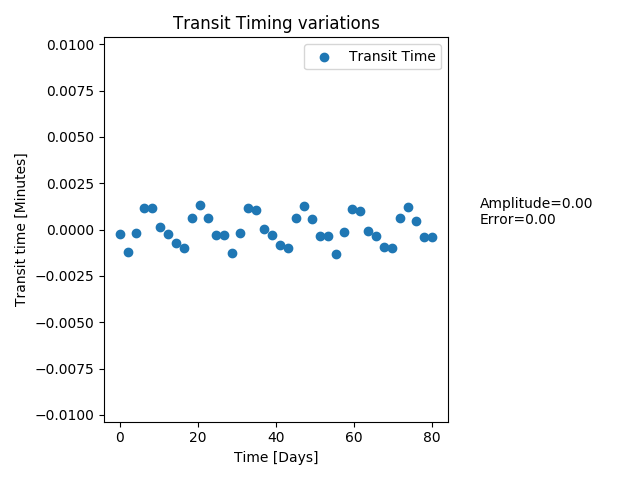 Transit Timing variations
Transit Time
0.0100
0.0075
0.0050
0.0025
0.0000
−0.0025
−0.0050
−0.0075
−0.0100
Transit time [Minutes]
0 20 40 60 80
Time [Days]
Amplitude=0.00
Error=0.00